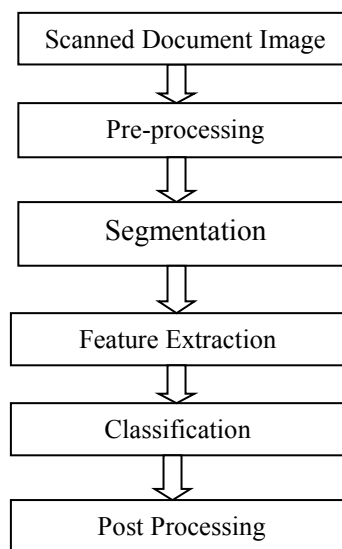 Scanned Document Image
Pre-processing
Segmentation
Feature Extraction
Classification
Post Processing